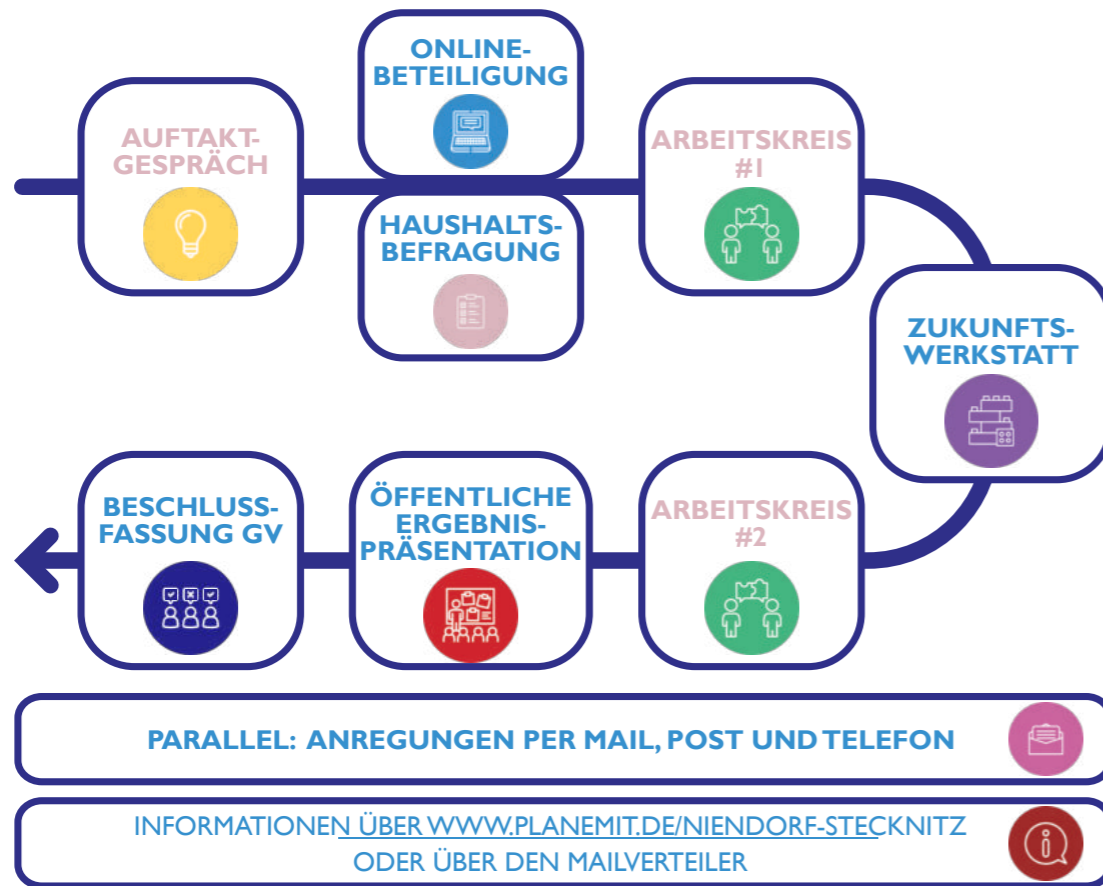 AUFTAKT-
GESPRÄCH
ONLINE-
BETEILIGUNG
HAUSHALTS-
BEFRAGUNG
ARBEITSKREIS
#1
ZUKUNFTS-
WERKSTATT
ARBEITSKREIS
#2
ÖFFENTLICHE
ERGEBNIS-
PRÄSENTATION
BESCHLUSS-
FASSUNG GV
PARALLEL: ANREGUNGEN PER MAIL, POST UND TELEFON
INFORMATIONEN ÜBER WWW.PLANEMIT.DE/NIENDORF-STECKNITZ
ODER ÜBER DEN MAILVERTEILER